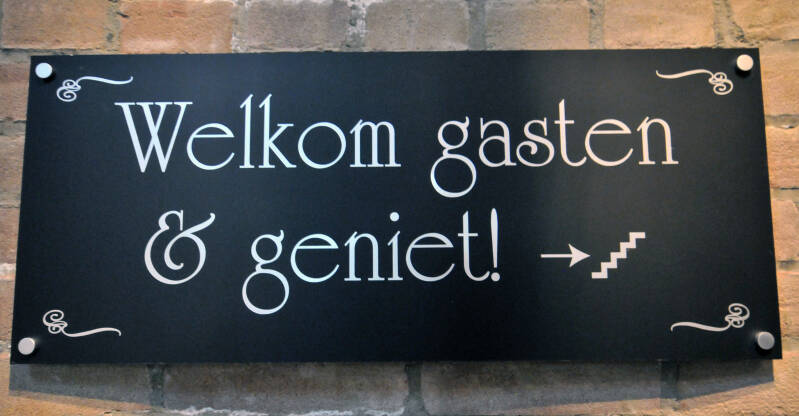 Welkom gasten
& geniet! →